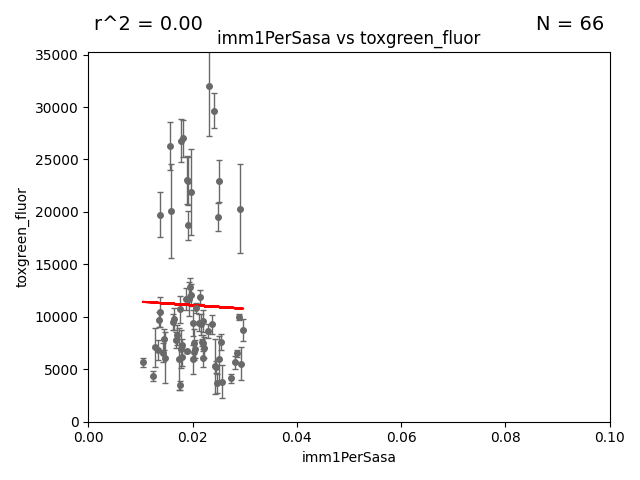 r^2 = 0.00
N = 66
imm1PerSasa vs toxgreen_fluor
35000
30000
25000
20000
15000
10000
5000
0
toxgreen_fluor
0.00
0.02
0.04
0.06
0.08
0.10
imm1PerSasa